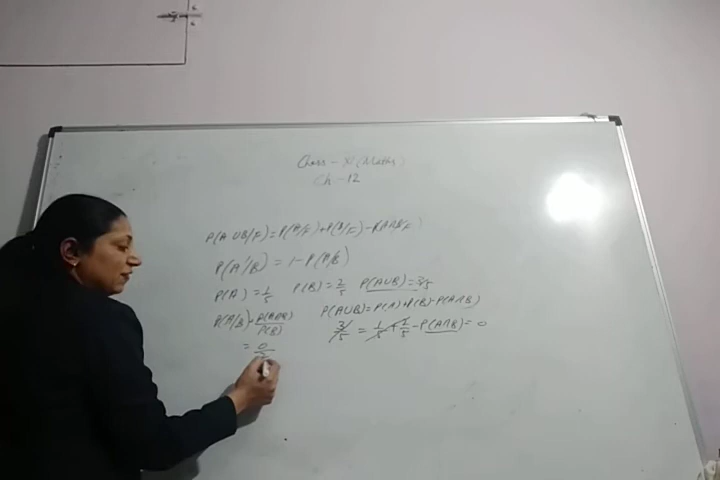 Class - XI (Maths)
Ch - 12
P(A∪B/F) = P(A/F) + P(B/F) - P(A∩B/F)
P(A'/B) = 1 - P(A/B)
P(A) = 1/5 P(B) = 2/5 P(A∪B) = 3/5
P(A∪B) = P(A) + P(B) - P(A∩B)
P(A/B) = P(A∩B)/P(B)
3/5 = 1/5 + 2/5 - P(A∩B) = 0
= 0